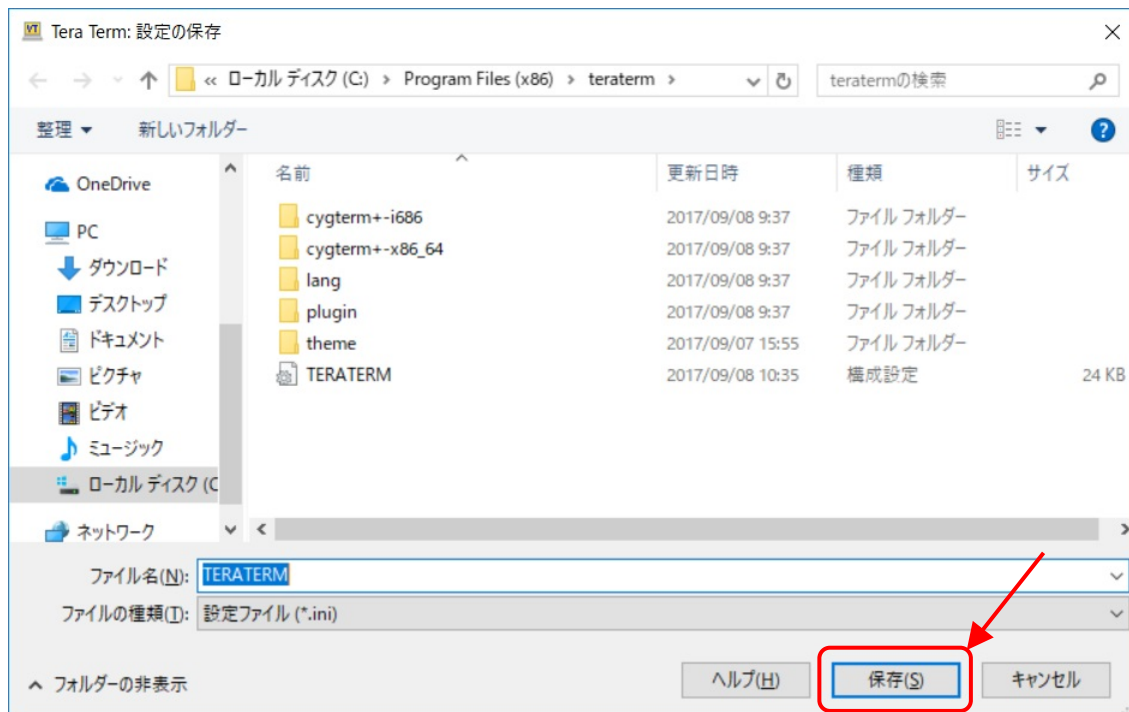 Tera Term: 設定の保存
« ローカル ディスク (C:) › Program Files (x86) › teraterm ›
teratermの検索
整理 ▼ 新しいフォルダー
OneDrive
PC
ダウンロード
デスクトップ
ドキュメント
ピクチャ
ビデオ
ミュージック
ローカル ディスク (C
ネットワーク
名前 更新日時 種類 サイズ
cygterm+-i686 2017/09/08 9:37 ファイル フォルダー
cygterm+-x86_64 2017/09/08 9:37 ファイル フォルダー
lang 2017/09/08 9:37 ファイル フォルダー
plugin 2017/09/08 9:37 ファイル フォルダー
theme 2017/09/07 15:55 ファイル フォルダー
TERATERM 2017/09/08 10:35 構成設定 24 KB
ファイル名(N): TERATERM
ファイルの種類(T): 設定ファイル (*.ini)
フォルダーの非表示 ヘルプ(H) 保存(S) キャンセル